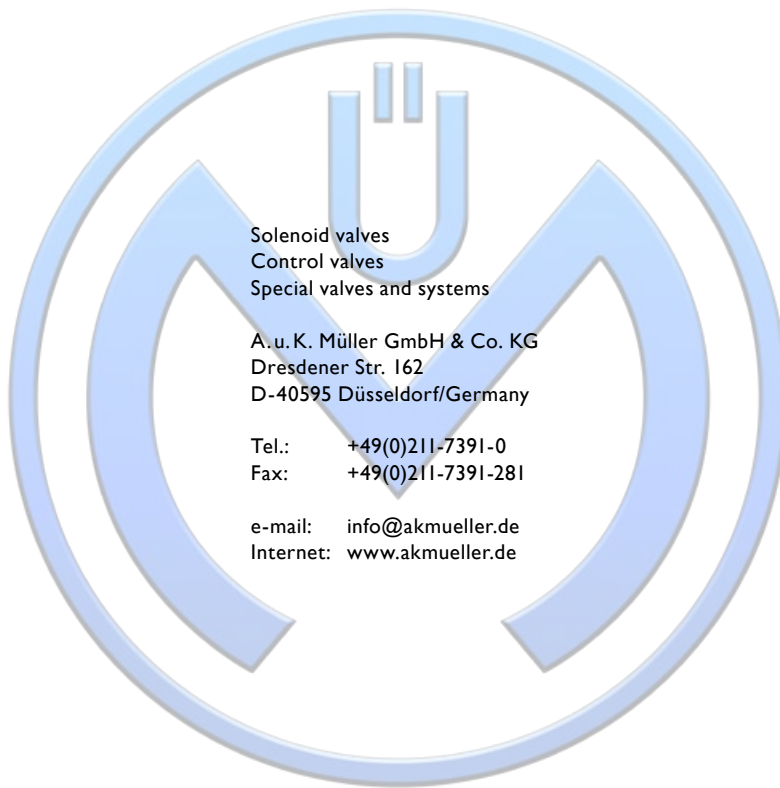 Ü
Solenoid valves
Control valves
Special valves and systems
A.u.K. Müller GmbH & Co. KG
Dresdener Str. 162
D-40595 Düsseldorf/Germany
Tel.: +49(0)211-7391-0
Fax: +49(0)211-7391-281
e-mail: info@akmueller.de
Internet: www.akmueller.de